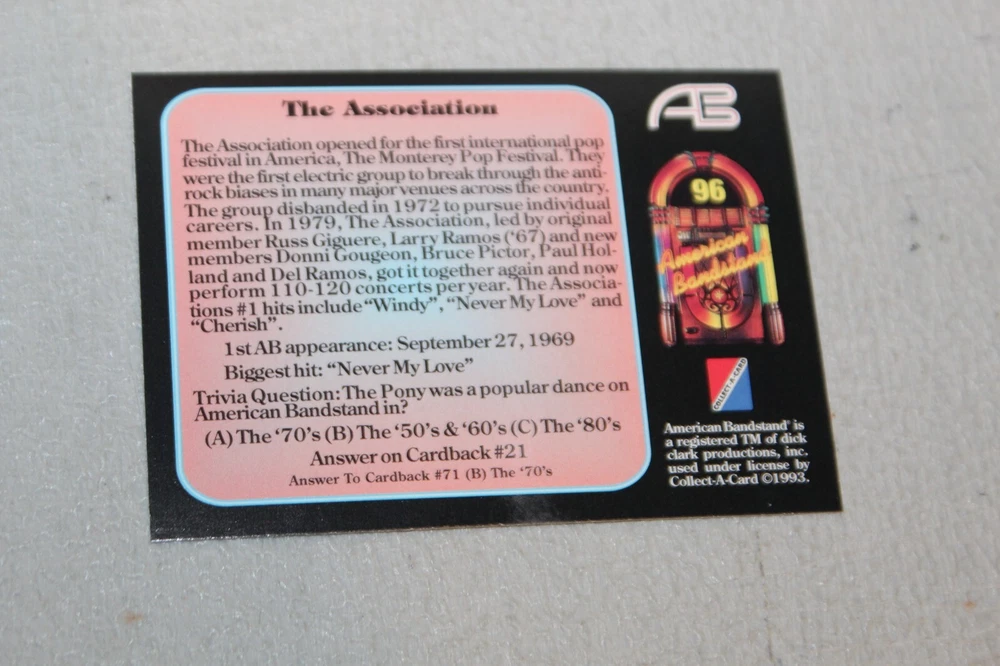 The Association
The Association opened for the first international pop
festival in America, The Monterey Pop Festival. They
were the first electric group to break through the anti-
rock biases in many major venues across the country.
The group disbanded in 1972 to pursue individual
careers. In 1979, The Association, led by original
member Russ Giguere, Larry Ramos (‘67) and new
members Donni Gougeon, Bruce Pictor, Paul Hol-
land and Del Ramos, got it together again and now
perform 110-120 concerts per year. The Associa-
tions #1 hits include “Windy”, “Never My Love” and
“Cherish”.
1st AB appearance: September 27, 1969
Biggest hit: “Never My Love”
Trivia Question: The Pony was a popular dance on
American Bandstand in?
(A) The ‘70’s (B) The ‘50’s & ‘60’s (C) The ‘80’s
Answer on Cardback #21
Answer To Cardback #71 (B) The ‘70’s
AB
96
American
Bandstand
COLLECT-A-CARD
American Bandstand® is
a registered TM of dick
clark productions, inc.
used under license by
Collect-A-Card ©1993.